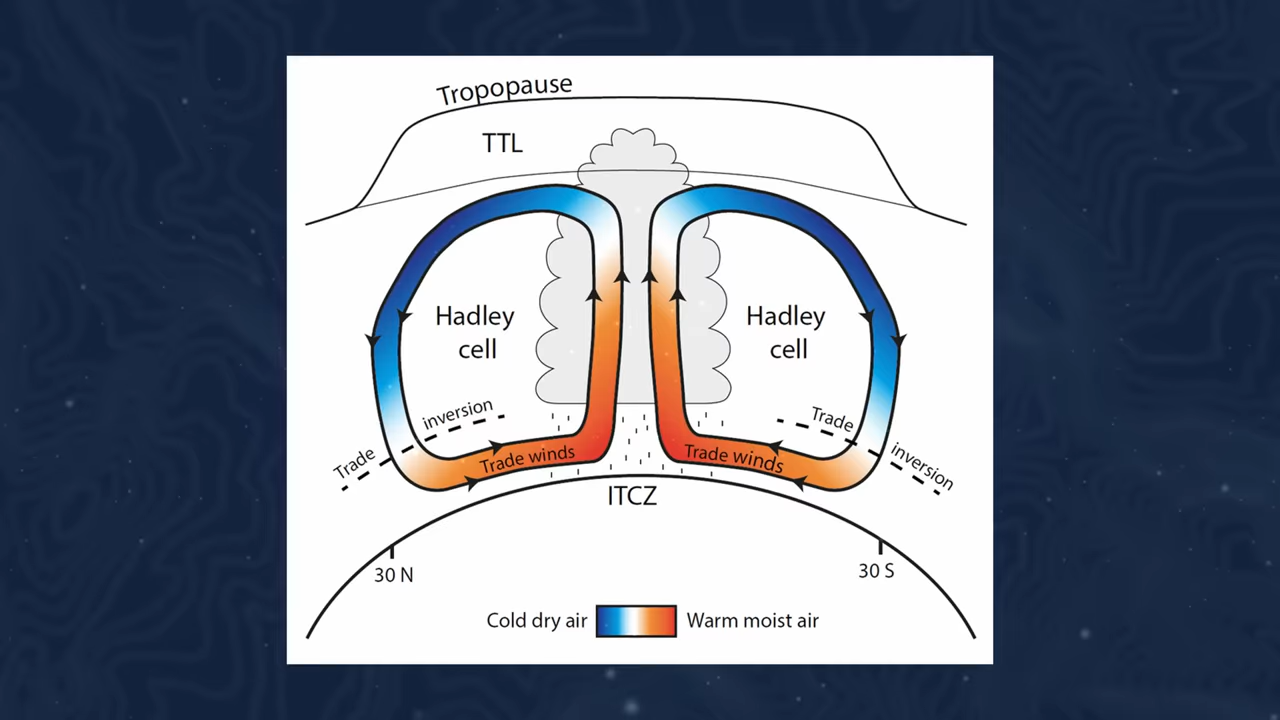 Tropopause
TTL
Hadley
cell
Hadley
cell
Trade
inversion
Trade
inversion
Trade winds
Trade winds
ITCZ
30 N
30 S
Cold dry air
Warm moist air